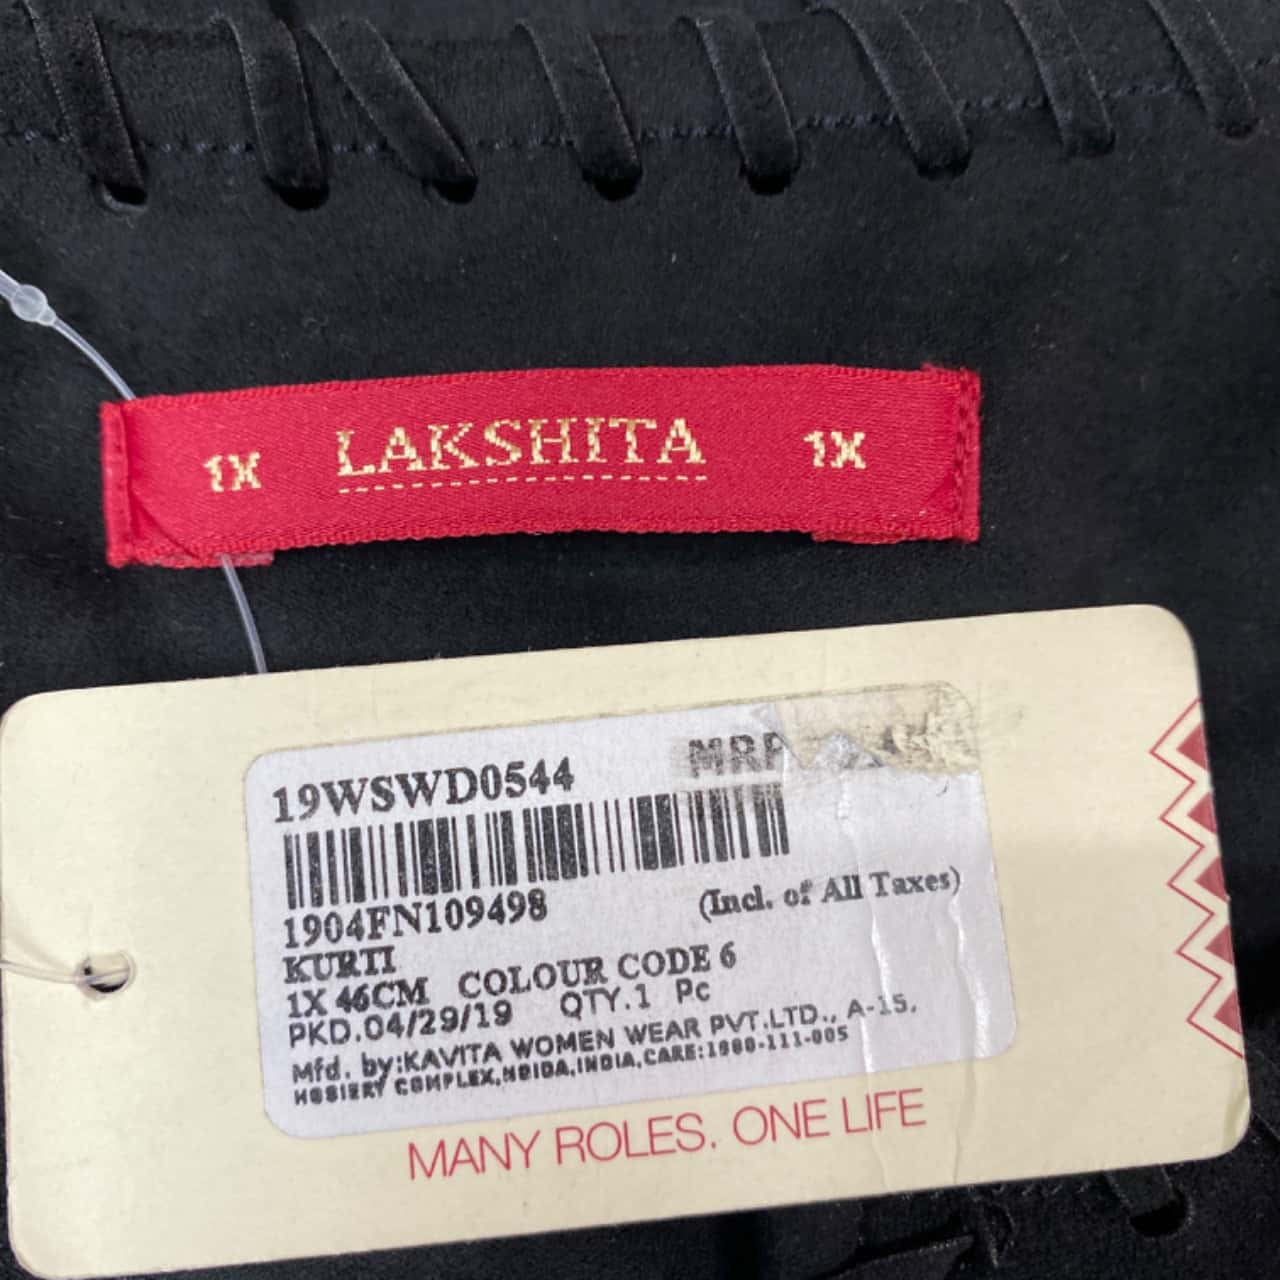 1X LAKSHITA 1X
19WSWD0544 MRP
1904FN109498 (Incl. of All Taxes)
KURTI
1X 46CM COLOUR CODE 6
PKD.04/29/19 QTY.1 Pc
Mfd. by:KAVITA WOMEN WEAR PVT.LTD., A-15,
HOSIERY COMPLEX,NOIDA,INDIA,CARE:1800-111-005
MANY ROLES. ONE LIFE